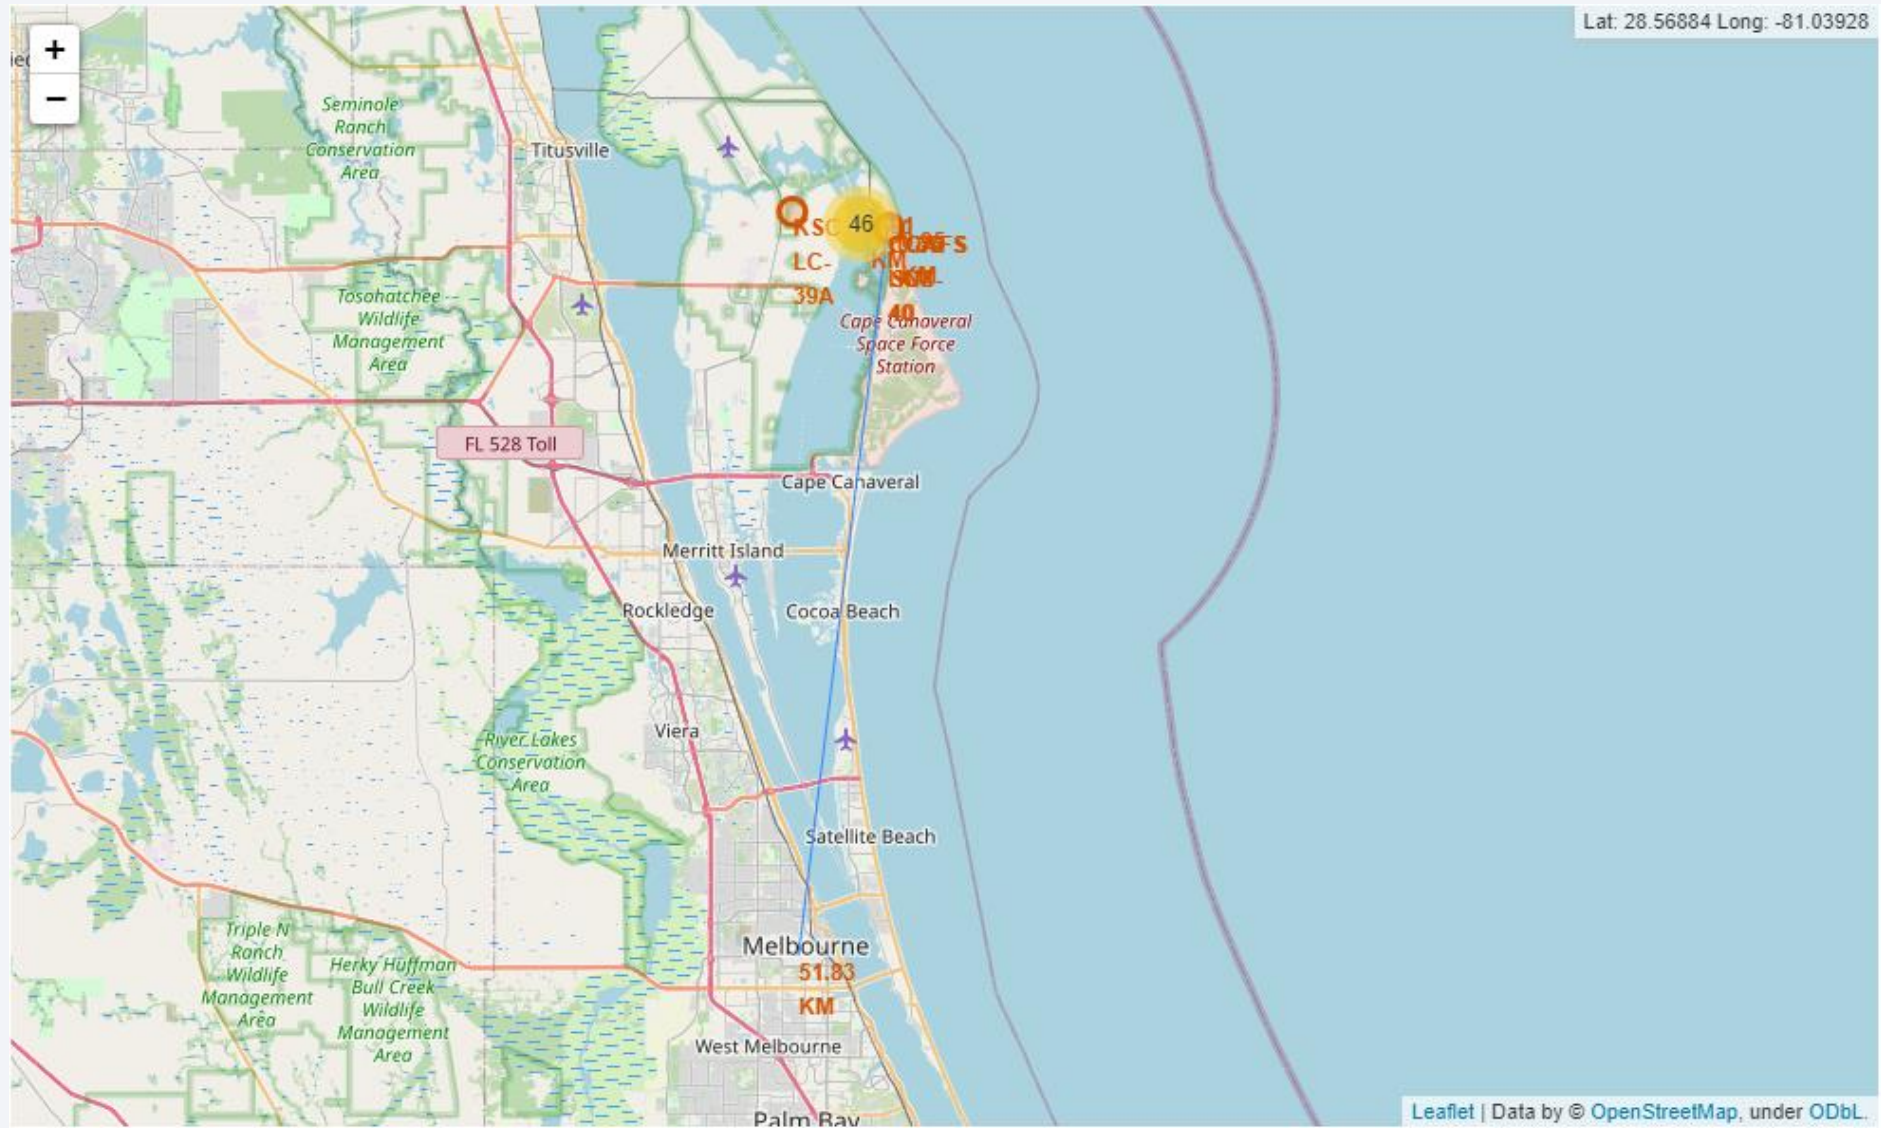 +
−
Lat: 28.56884 Long: -81.03928
Seminole
Ranch
Conservation
Area
Titusville
46
KSC
LC-
39A
KM
40
Tosohatchee
Wildlife
Management
Area
Cape Canaveral
Space Force
Station
FL 528 Toll
Cape Canaveral
Merritt Island
Rockledge
Cocoa Beach
Viera
River Lakes
Conservation
Area
Satellite Beach
Melbourne
51.83
KM
Triple N
Ranch
Wildlife
Management
Area
Herky Huffman
Bull Creek
Wildlife
Management
Area
West Melbourne
Palm Bay
Leaflet | Data by © OpenStreetMap, under ODbL.